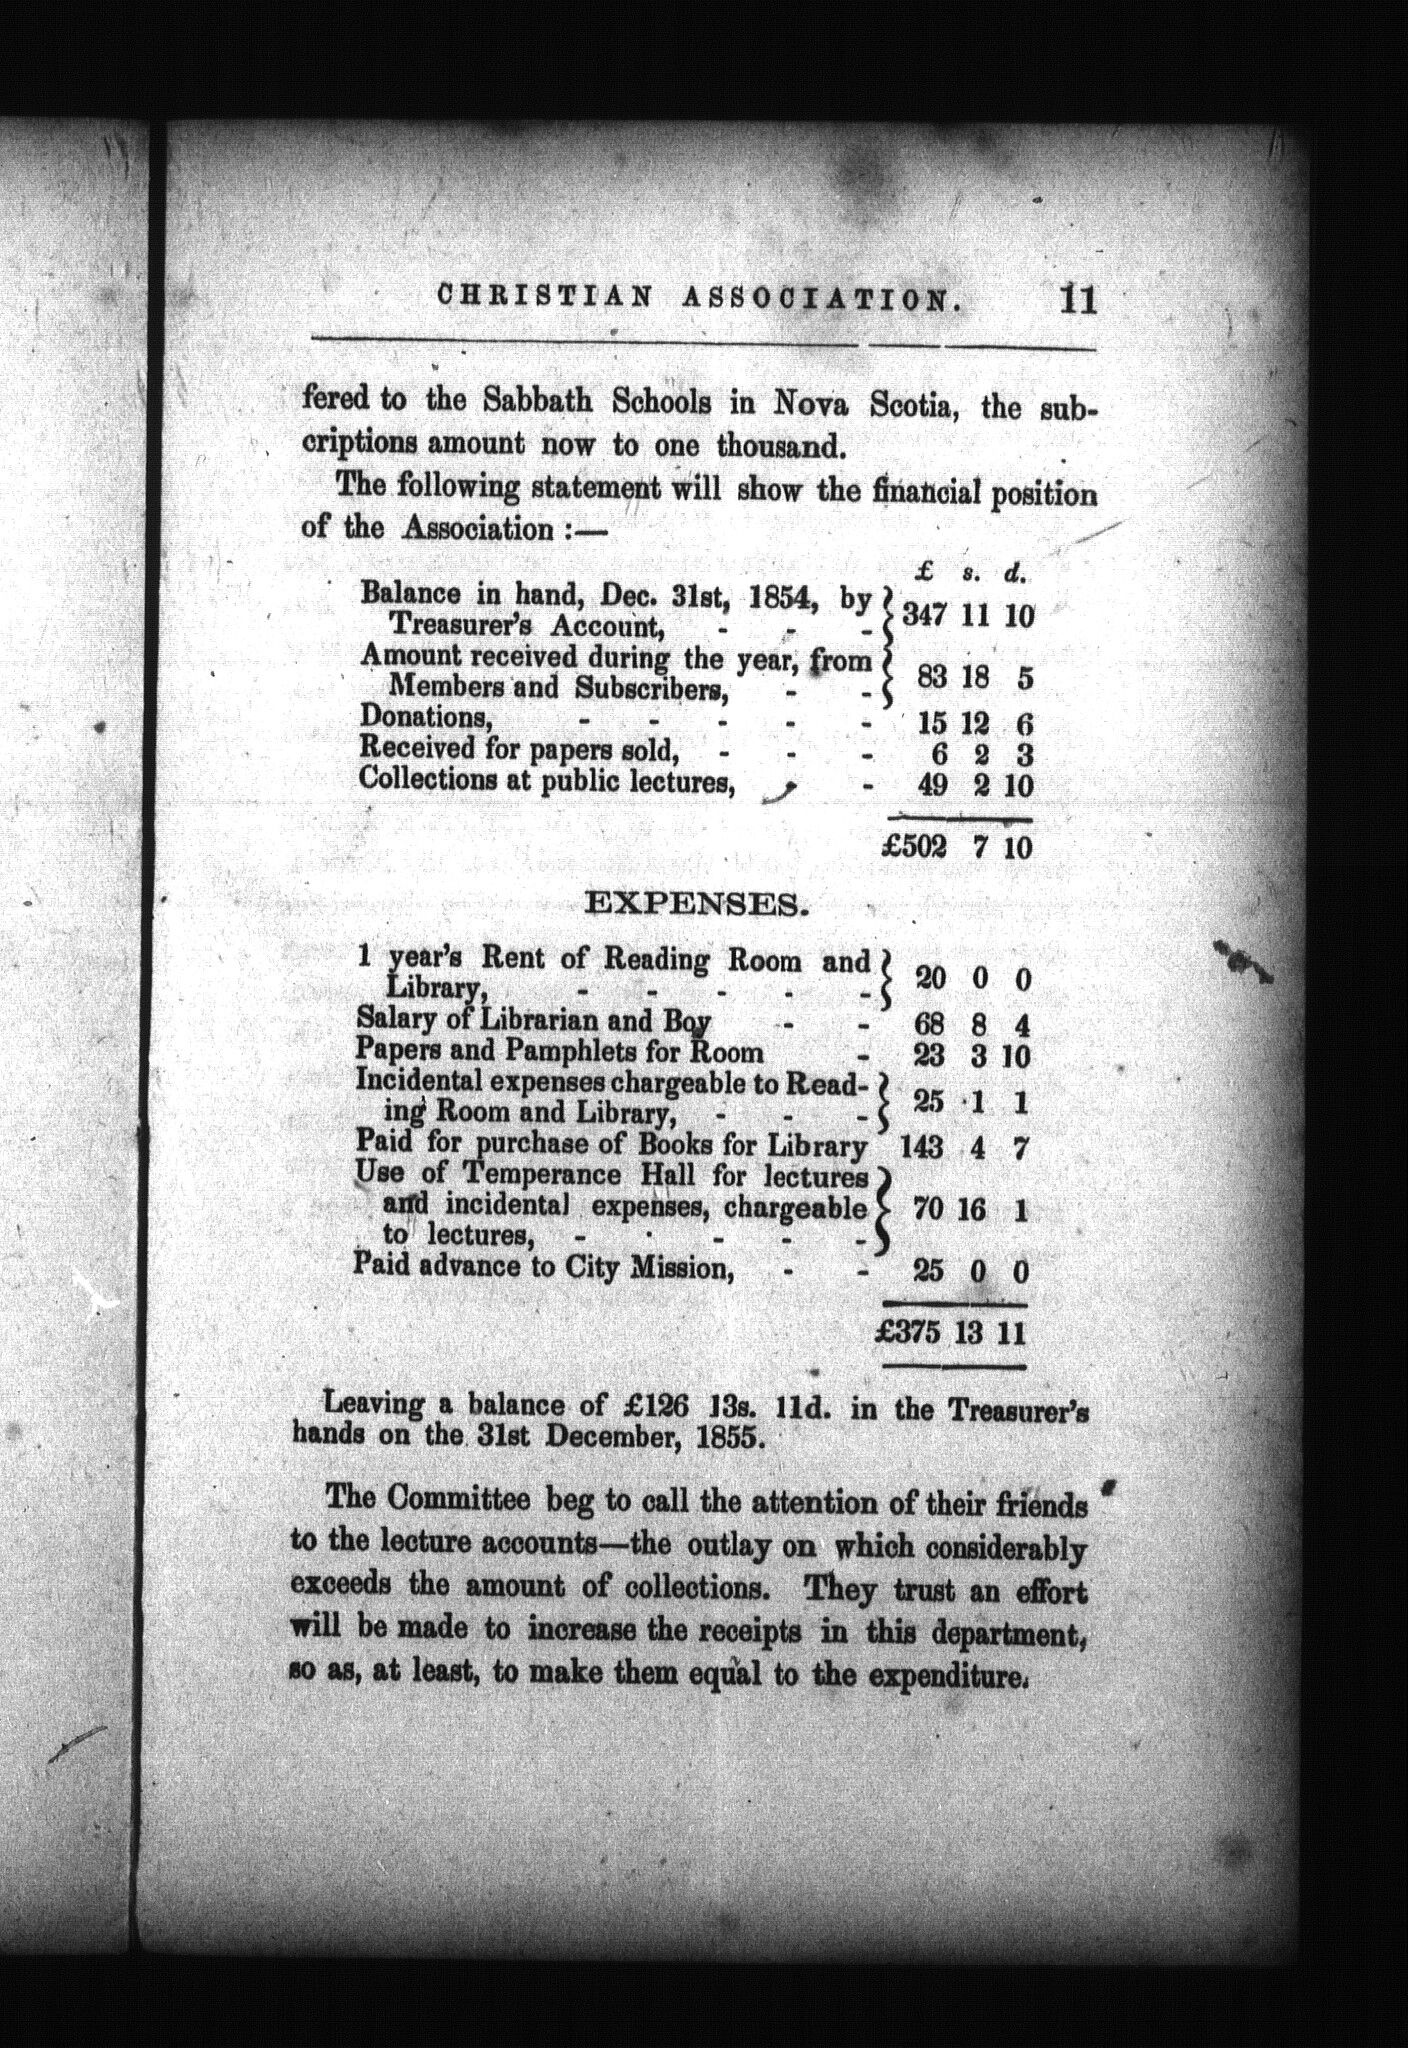 CHRISTIAN ASSOCIATION. 11
fered to the Sabbath Schools in Nova Scotia, the sub-
criptions amount now to one thousand.
The following statement will show the financial position
of the Association :—
£ s. d.
Balance in hand, Dec. 31st, 1854, by
Treasurer's Account, - - - } 347 11 10
Amount received during the year, from
Members and Subscribers, - - } 83 18 5
Donations, - - - - - 15 12 6
Received for papers sold, - - - 6 2 3
Collections at public lectures, - - 49 2 10
£502 7 10
EXPENSES.
1 year's Rent of Reading Room and
Library, - - - - - } 20 0 0
Salary of Librarian and Boy - - 68 8 4
Papers and Pamphlets for Room - 23 3 10
Incidental expenses chargeable to Read-
ing Room and Library, - - - } 25 1 1
Paid for purchase of Books for Library 143 4 7
Use of Temperance Hall for lectures
and incidental expenses, chargeable } 70 16 1
to lectures, - - - - -
Paid advance to City Mission, - - 25 0 0
£375 13 11
Leaving a balance of £126 13s. 11d. in the Treasurer's
hands on the 31st December, 1855.
The Committee beg to call the attention of their friends
to the lecture accounts—the outlay on which considerably
exceeds the amount of collections. They trust an effort
will be made to increase the receipts in this department,
so as, at least, to make them equal to the expenditure.